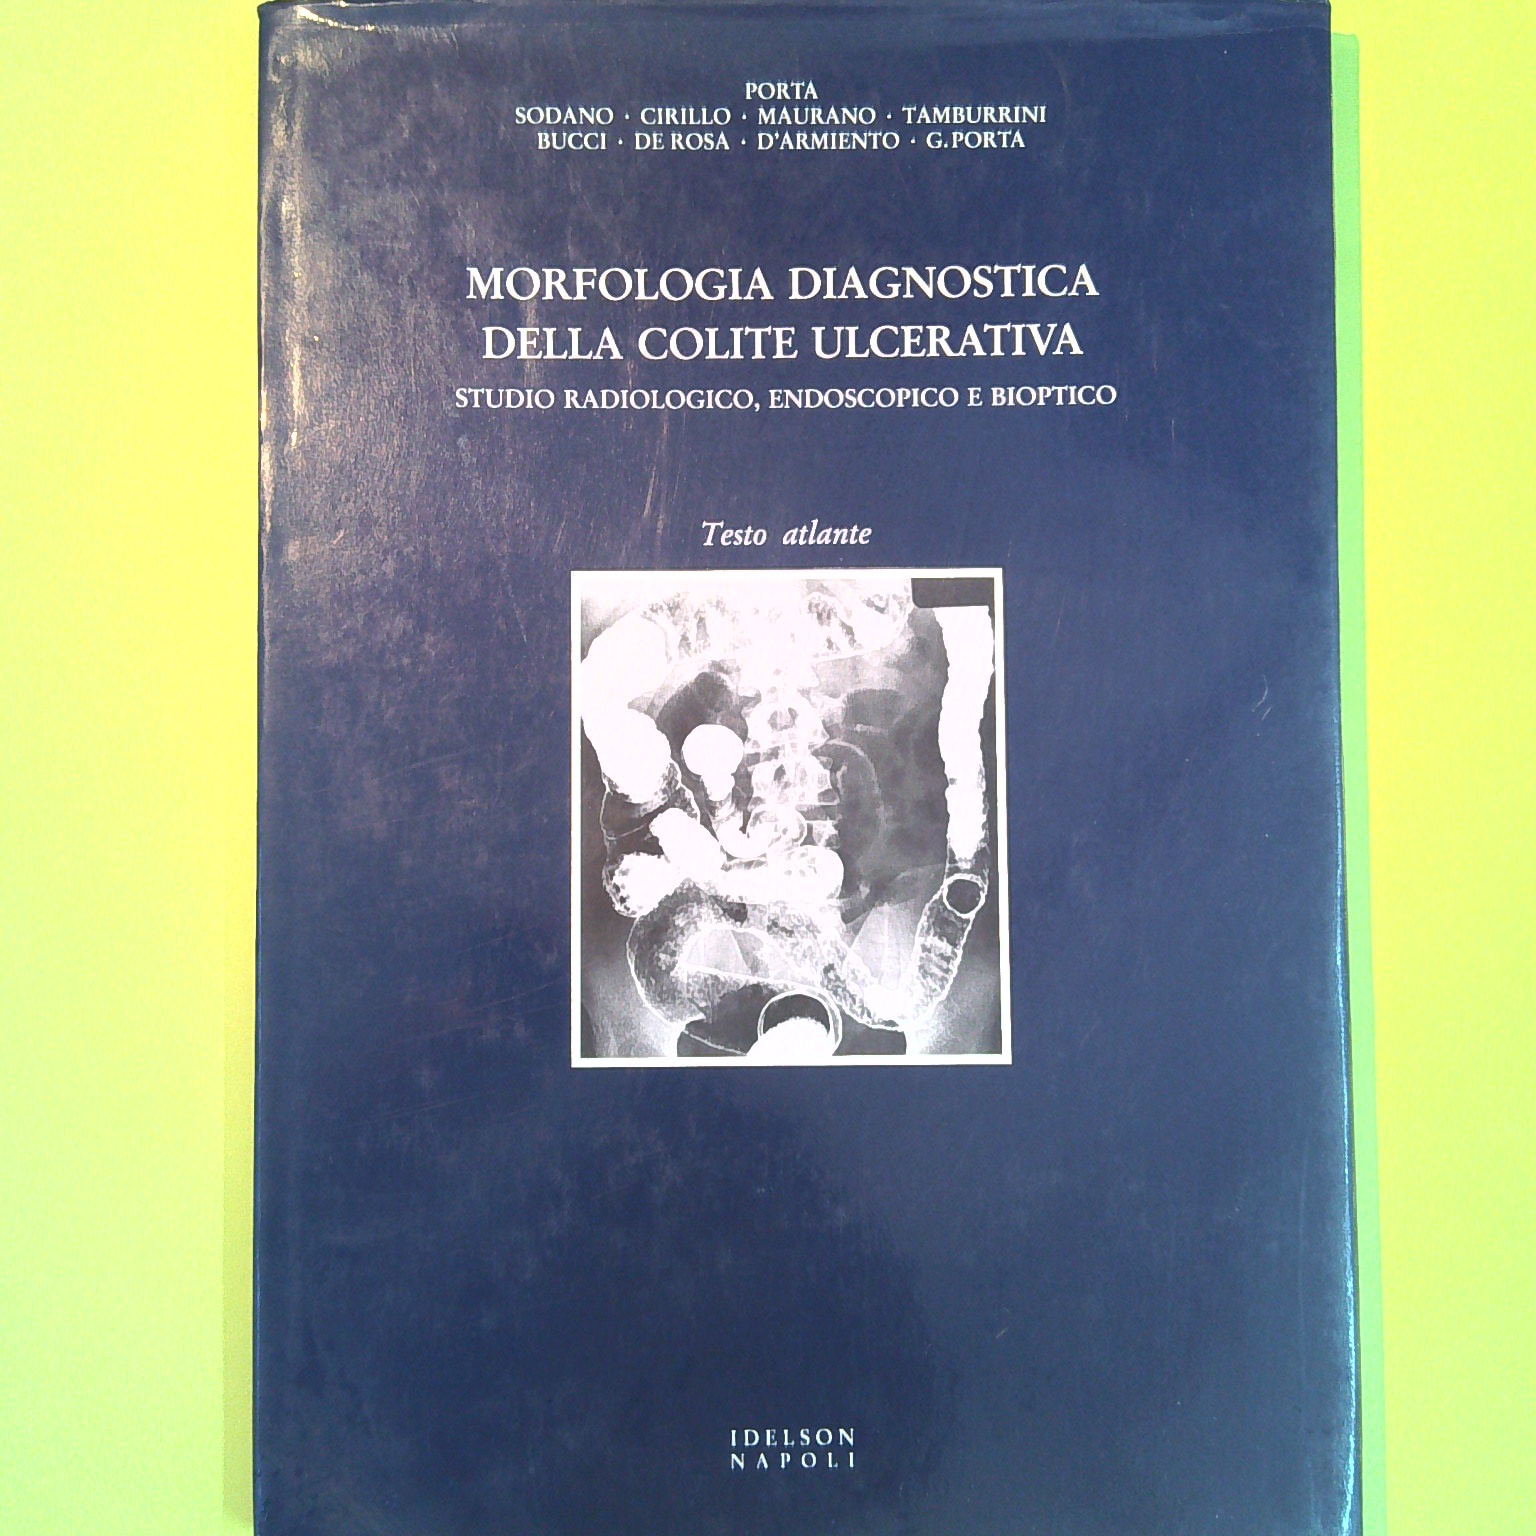 PORTA
SODANO · CIRILLO · MAURANO · TAMBURRINI
BUCCI · DE ROSA · D'ARMIENTO · G. PORTA
MORFOLOGIA DIAGNOSTICA
DELLA COLITE ULCERATIVA
STUDIO RADIOLOGICO, ENDOSCOPICO E BIOPTICO
Testo atlante
IDELSON
NAPOLI